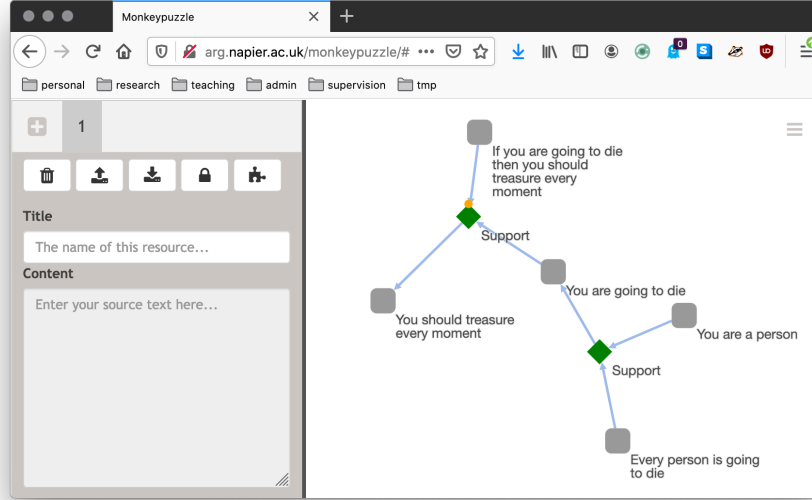 Monkeypuzzle
arg.napier.ac.uk/monkeypuzzle/#
0
S
personal
research
teaching
admin
supervision
tmp
1
Title
The name of this resource...
Content
Enter your source text here...
If you are going to die
then you should
treasure every
moment
Support
You are going to die
You should treasure
every moment
You are a person
Support
Every person is going
to die